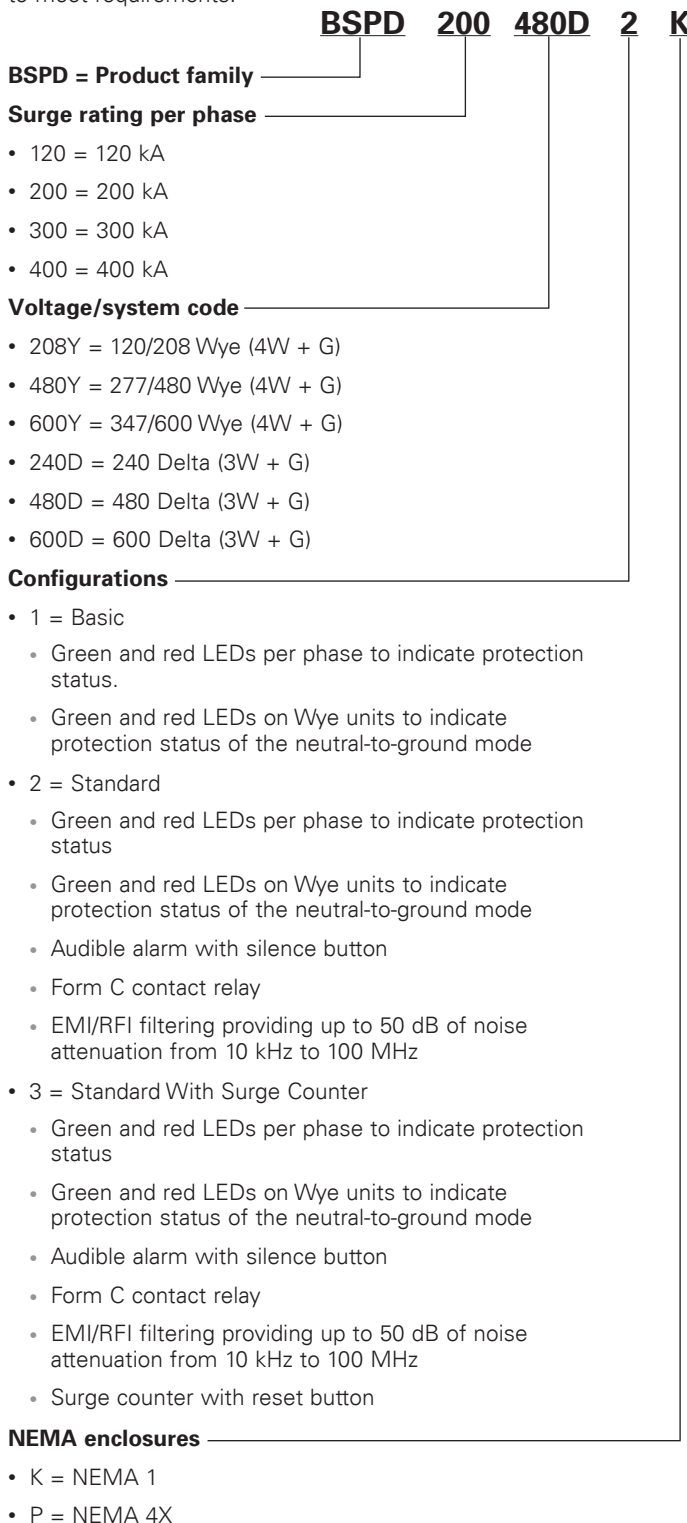 to meet requirements.
BSPD 200 480D 2 K
BSPD = Product family
Surge rating per phase
• 120 = 120 kA
• 200 = 200 kA
• 300 = 300 kA
• 400 = 400 kA
Voltage/system code
• 208Y = 120/208 Wye (4W + G)
• 480Y = 277/480 Wye (4W + G)
• 600Y = 347/600 Wye (4W + G)
• 240D = 240 Delta (3W + G)
• 480D = 480 Delta (3W + G)
• 600D = 600 Delta (3W + G)
Configurations
• 1 = Basic
• Green and red LEDs per phase to indicate protection
status.
• Green and red LEDs on Wye units to indicate
protection status of the neutral-to-ground mode
• 2 = Standard
• Green and red LEDs per phase to indicate protection
status
• Green and red LEDs on Wye units to indicate
protection status of the neutral-to-ground mode
• Audible alarm with silence button
• Form C contact relay
• EMI/RFI filtering providing up to 50 dB of noise
attenuation from 10 kHz to 100 MHz
• 3 = Standard With Surge Counter
• Green and red LEDs per phase to indicate protection
status
• Green and red LEDs on Wye units to indicate
protection status of the neutral-to-ground mode
• Audible alarm with silence button
• Form C contact relay
• EMI/RFI filtering providing up to 50 dB of noise
attenuation from 10 kHz to 100 MHz
• Surge counter with reset button
NEMA enclosures
• K = NEMA 1
• P = NEMA 4X